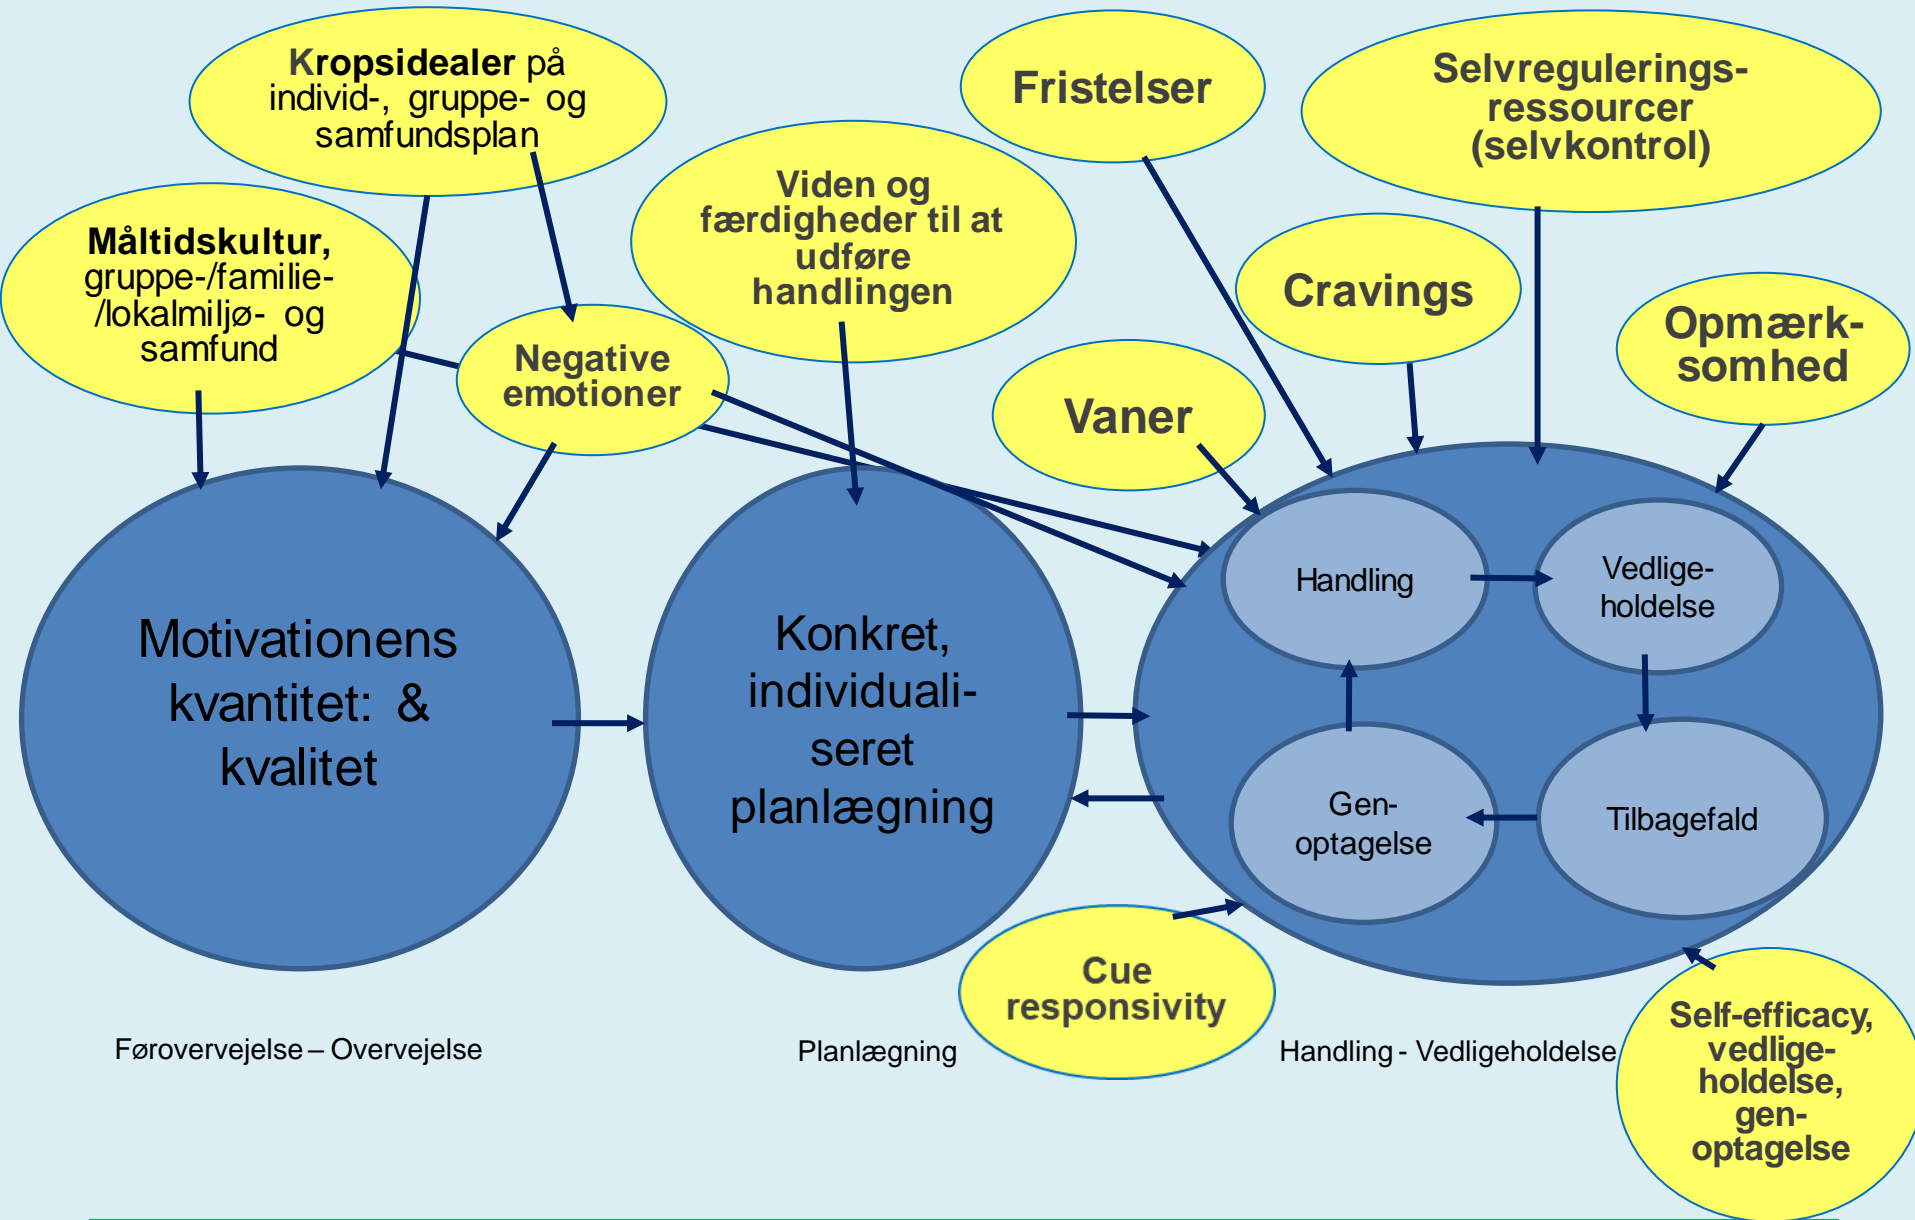 Kropsidealer på
individ-, gruppe- og
samfundsplan
Fristelser
Selvregulerings-
ressourcer
(selvkontrol)
Måltidskultur,
gruppe-/familie-
/lokalmiljø- og
samfund
Viden og
færdigheder til at
udføre
handlingen
Negative
emotioner
Cravings
Vaner
Opmærk-
somhed
Motivationens
kvantitet: &
kvalitet
Konkret,
individuali-
seret
planlægning
Handling
Vedlige-
holdelse
Gen-
optagelse
Tilbagefald
Cue
responsivity
Self-efficacy,
vedlige-
holdelse,
gen-
optagelse
Førovervejelse – Overvejelse
Planlægning
Handling - Vedligeholdelse